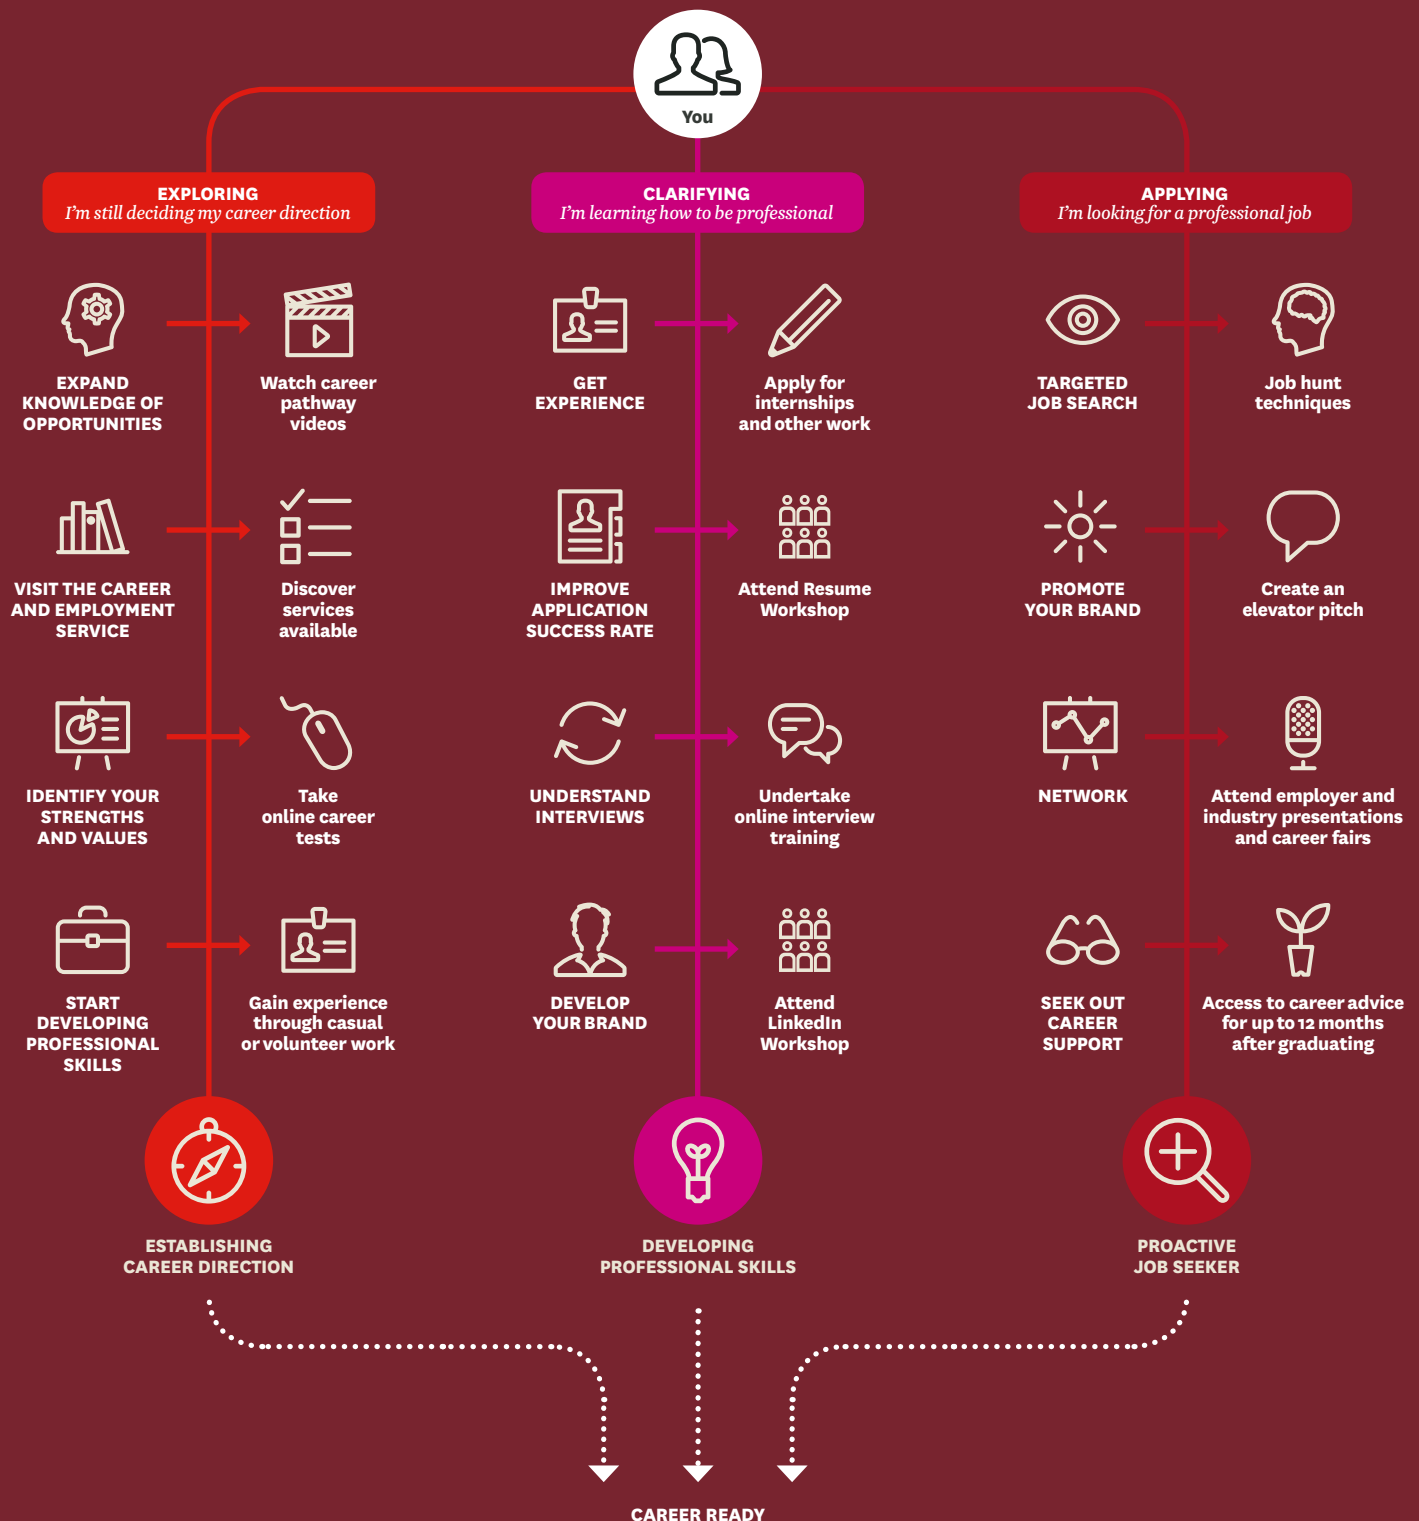 You
EXPLORING
I'm still deciding my career direction
EXPAND
KNOWLEDGE OF
OPPORTUNITIES
Watch career
pathway
videos
VISIT THE CAREER
AND EMPLOYMENT
SERVICE
Discover
services
available
IDENTIFY YOUR
STRENGTHS
AND VALUES
Take
online career
tests
START
DEVELOPING
PROFESSIONAL
SKILLS
Gain experience
through casual
or volunteer work
ESTABLISHING
CAREER DIRECTION
CLARIFYING
I'm learning how to be professional
GET
EXPERIENCE
Apply for
internships
and other work
IMPROVE
APPLICATION
SUCCESS RATE
Attend Resume
Workshop
UNDERSTAND
INTERVIEWS
Undertake
online interview
training
DEVELOP
YOUR BRAND
Attend
LinkedIn
Workshop
DEVELOPING
PROFESSIONAL SKILLS
APPLYING
I'm looking for a professional job
TARGETED
JOB SEARCH
Job hunt
techniques
PROMOTE
YOUR BRAND
Create an
elevator pitch
NETWORK
Attend employer and
industry presentations
and career fairs
SEEK OUT
CAREER
SUPPORT
Access to career advice
for up to 12 months
after graduating
PROACTIVE
JOB SEEKER
CAREER READY